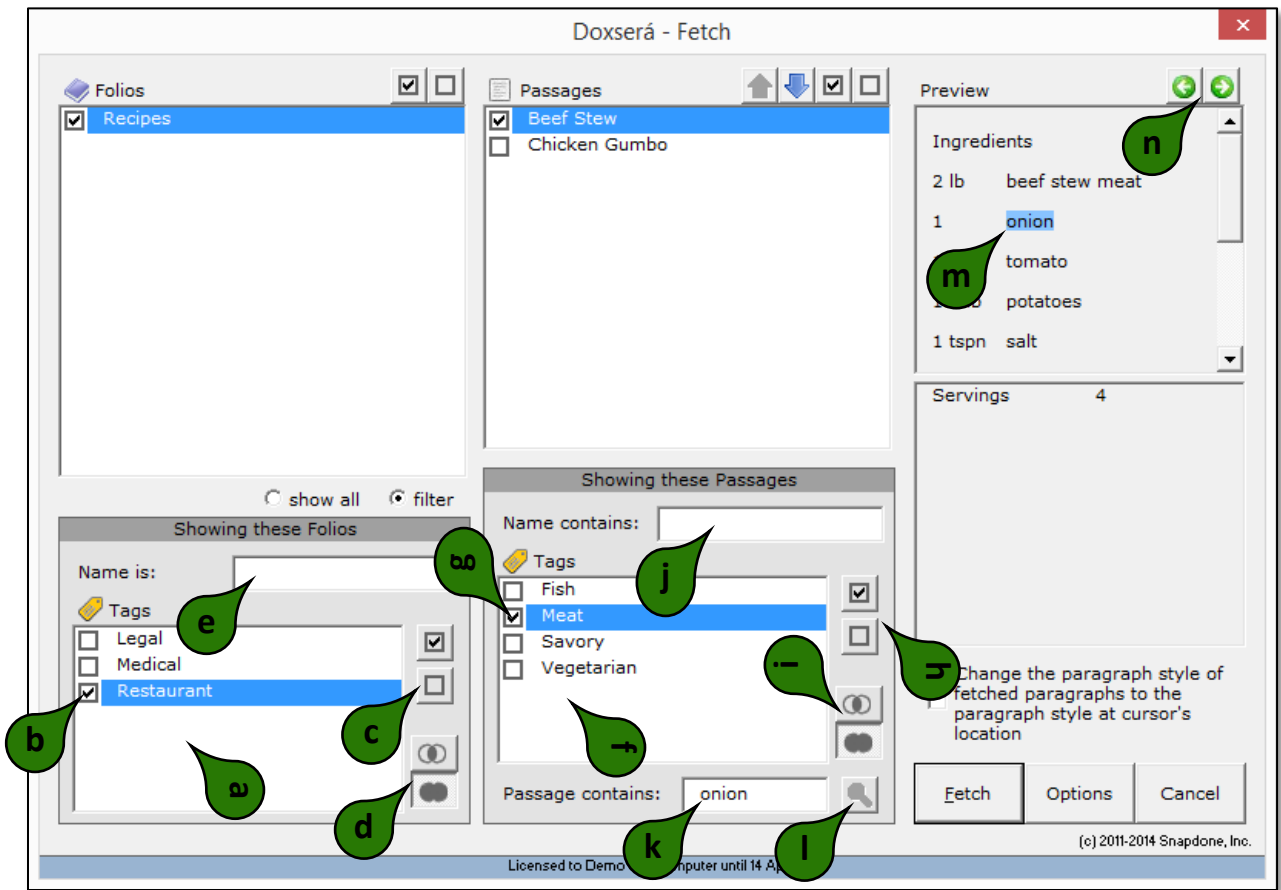 Doxserá - Fetch
Folios
Recipes
show all filter
Showing these Folios
Name is:
Tags
Legal
Medical
Restaurant
Passages
Beef Stew
Chicken Gumbo
Showing these Passages
Name contains:
Tags
Fish
Meat
Savory
Vegetarian
Passage contains: onion
Preview
Ingredients
2 lb beef stew meat
1 onion
tomato
potatoes
1 tspn salt
Servings 4
Change the paragraph style of
fetched paragraphs to the
paragraph style at cursor's
location
Fetch Options Cancel
(c) 2011-2014 Snapdone, Inc.
Licensed to Demo until 14
a
b
c
d
e
f
g
h
i
j
k
l
m
n